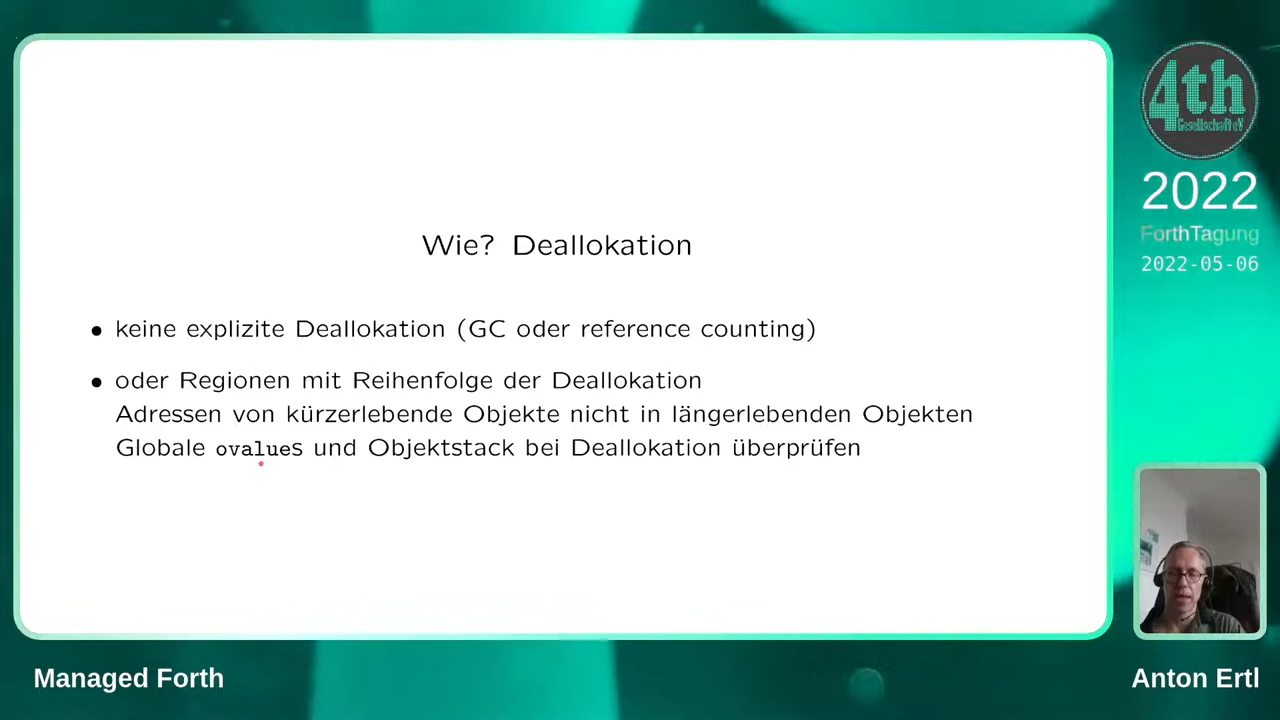 Wie? Deallokation
• keine explizite Deallokation (GC oder reference counting)
• oder Regionen mit Reihenfolge der Deallokation
Adressen von kürzerlebende Objekte nicht in längerlebenden Objekten
Globale ovalues und Objektstack bei Deallokation überprüfen
4th
Gesellschaft eV
2022
ForthTagung
2022-05-06
Managed Forth
Anton Ertl